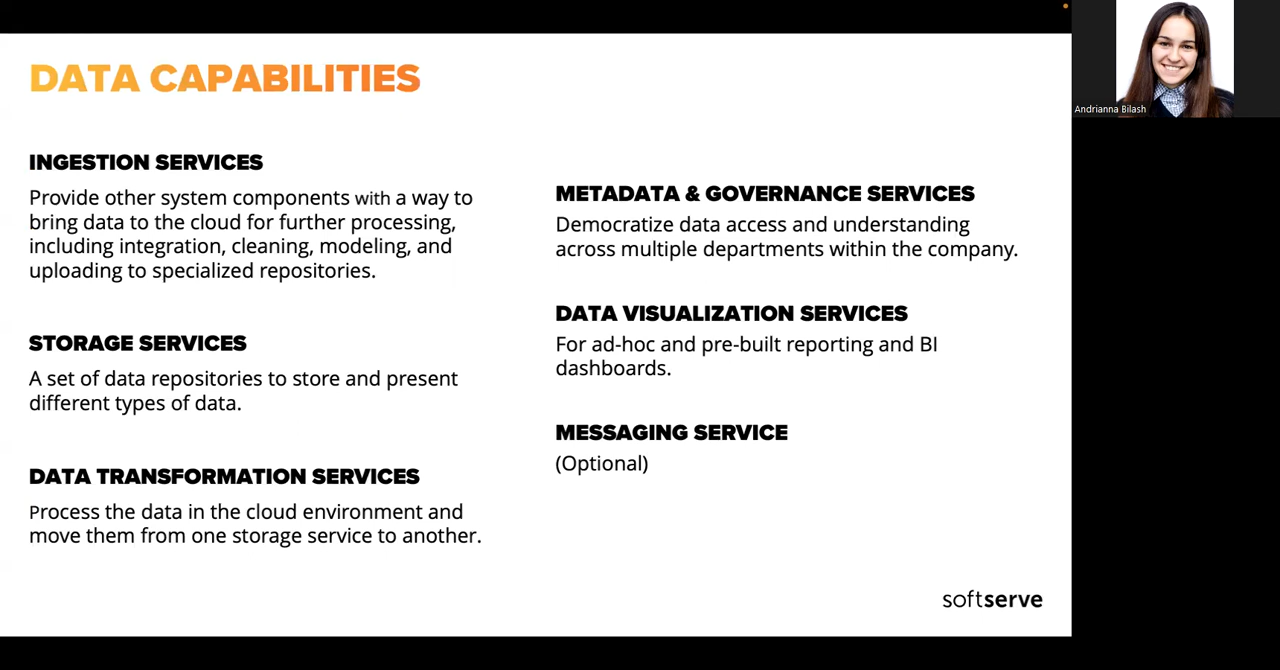 DATA CAPABILITIES
INGESTION SERVICES
Provide other system components with a way to
bring data to the cloud for further processing,
including integration, cleaning, modeling, and
uploading to specialized repositories.
STORAGE SERVICES
A set of data repositories to store and present
different types of data.
DATA TRANSFORMATION SERVICES
Process the data in the cloud environment and
move them from one storage service to another.
METADATA & GOVERNANCE SERVICES
Democratize data access and understanding
across multiple departments within the company.
DATA VISUALIZATION SERVICES
For ad-hoc and pre-built reporting and BI
dashboards.
MESSAGING SERVICE
(Optional)
softserve
Andrianna Bilash